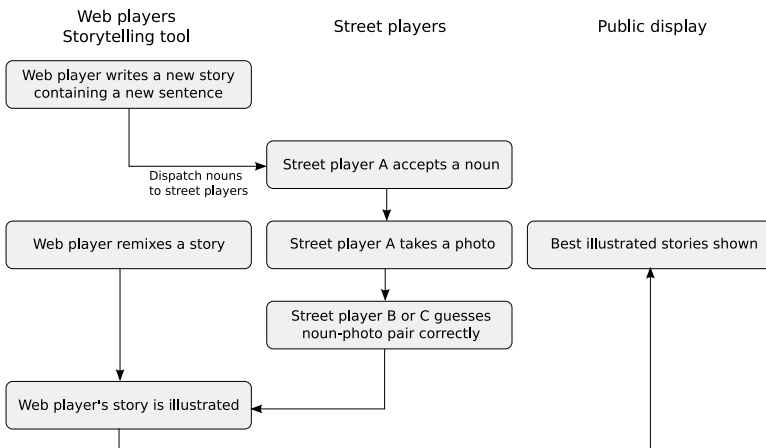 Web players
Storytelling tool
Street players
Public display
Web player writes a new story
containing a new sentence
Dispatch nouns
to street players
Street player A accepts a noun
Web player remixes a story
Street player A takes a photo
Best illustrated stories shown
Street player B or C guesses
noun-photo pair correctly
Web player's story is illustrated